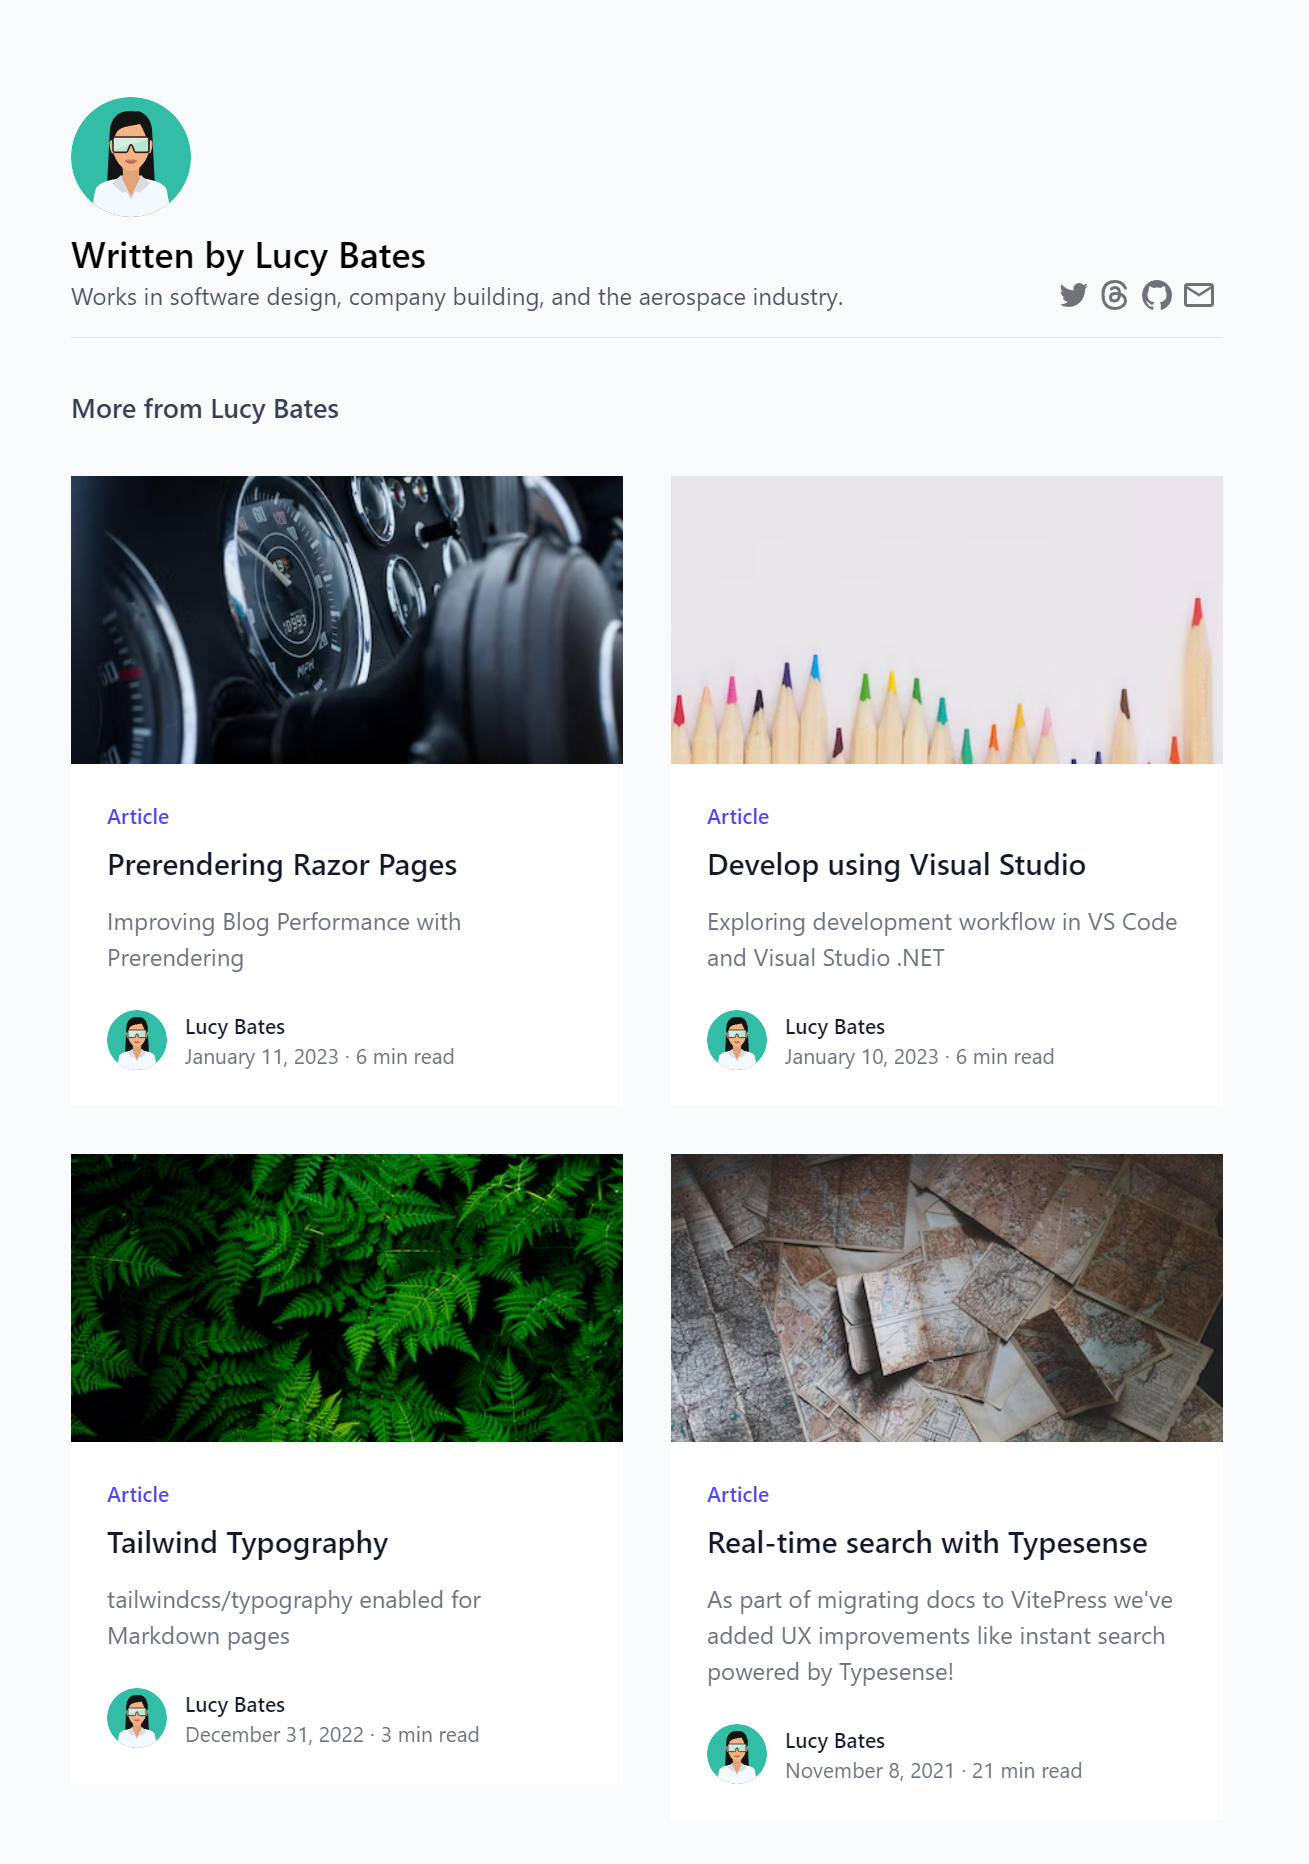 Written by Lucy Bates
Works in software design, company building, and the aerospace industry.
More from Lucy Bates
MPH
Article
Prerendering Razor Pages
Improving Blog Performance with
Prerendering
Lucy Bates
January 11, 2023 · 6 min read
Article
Develop using Visual Studio
Exploring development workflow in VS Code
and Visual Studio .NET
Lucy Bates
January 10, 2023 · 6 min read
Article
Tailwind Typography
tailwindcss/typography enabled for
Markdown pages
Lucy Bates
December 31, 2022 · 3 min read
Article
Real-time search with Typesense
As part of migrating docs to VitePress we've
added UX improvements like instant search
powered by Typesense!
Lucy Bates
November 8, 2021 · 21 min read